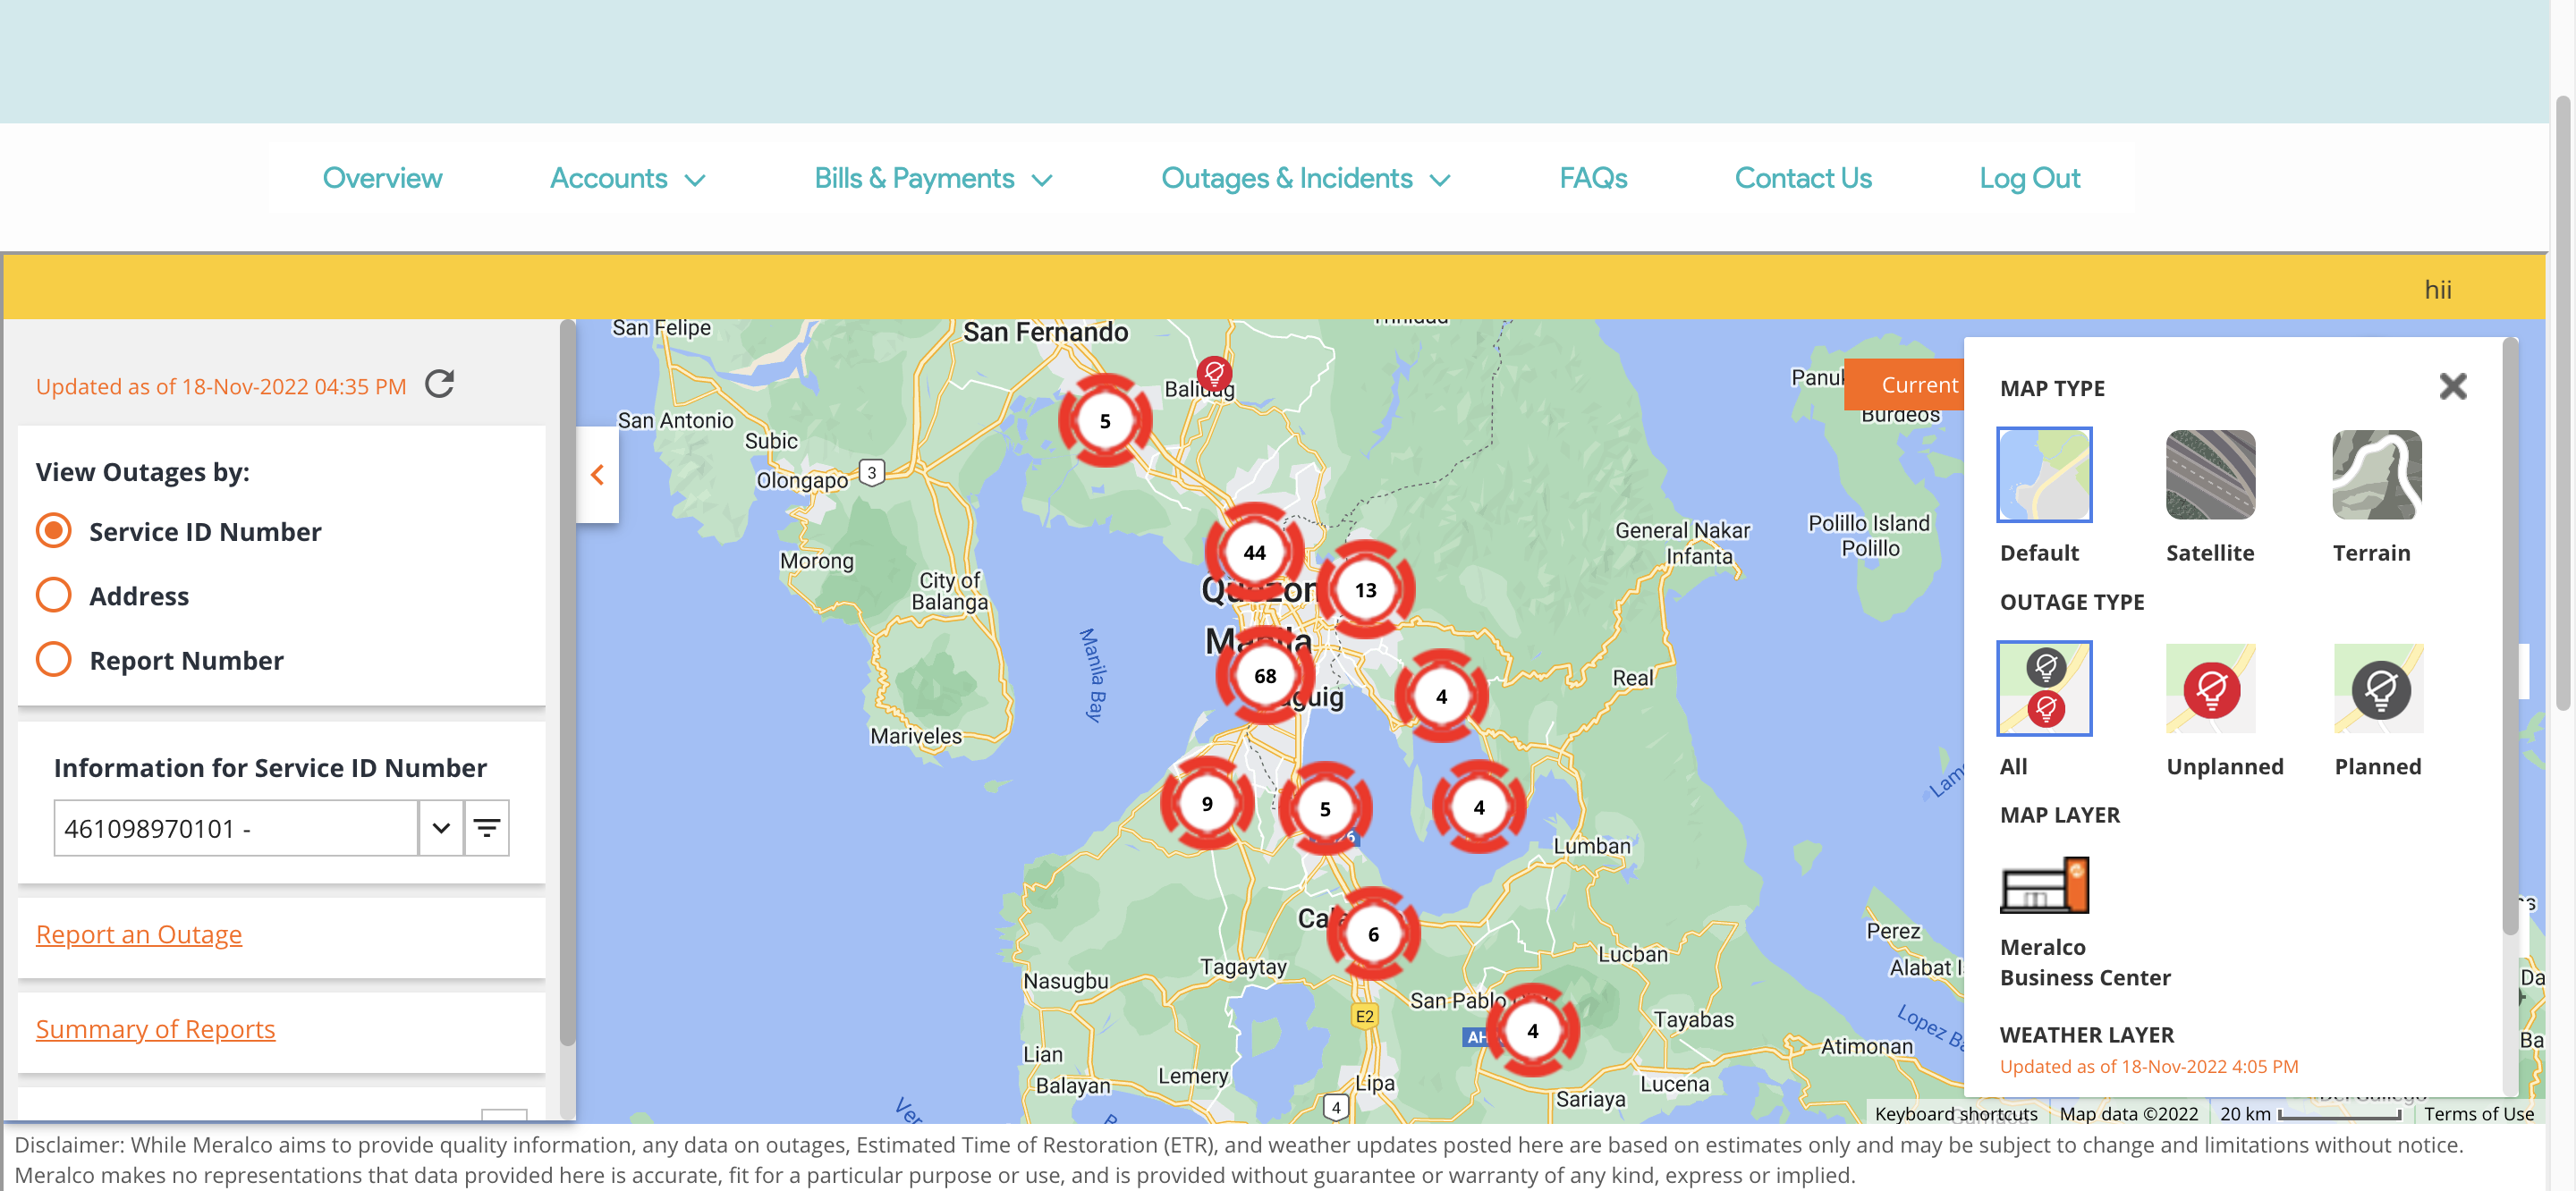 Overview
Accounts
Bills & Payments
Outages & Incidents
FAQs
Contact Us
Log Out
hii
Updated as of 18-Nov-2022 04:35 PM
View Outages by:
Service ID Number
Address
Report Number
Information for Service ID Number
461098970101 -
Report an Outage
Summary of Reports
San Felipe
San Fernando
San Antonio
Subic
Olongapo
3
Morong
City of
Balanga
Mariveles
Manila Bay
5
44
13
68
4
9
5
4
6
4
General Nakar
Infanta
Polillo Island
Polillo
Burdeos
Real
Lumban
Lucban
Perez
Tagaytay
Nasugbu
San Pablo
E2
AH
Tayabas
Atimonan
Lian
Balayan
Lemery
Lipa
4
Lucena
Sariaya
Current
MAP TYPE
Default
Satellite
Terrain
OUTAGE TYPE
All
Unplanned
Planned
MAP LAYER
Meralco
Business Center
WEATHER LAYER
Updated as of 18-Nov-2022 4:05 PM
Keyboard shortcuts
Map data ©2022
20 km
Terms of Use
Disclaimer: While Meralco aims to provide quality information, any data on outages, Estimated Time of Restoration (ETR), and weather updates posted here are based on estimates only and may be subject to change and limitations without notice.
Meralco makes no representations that data provided here is accurate, fit for a particular purpose or use, and is provided without guarantee or warranty of any kind, express or implied.